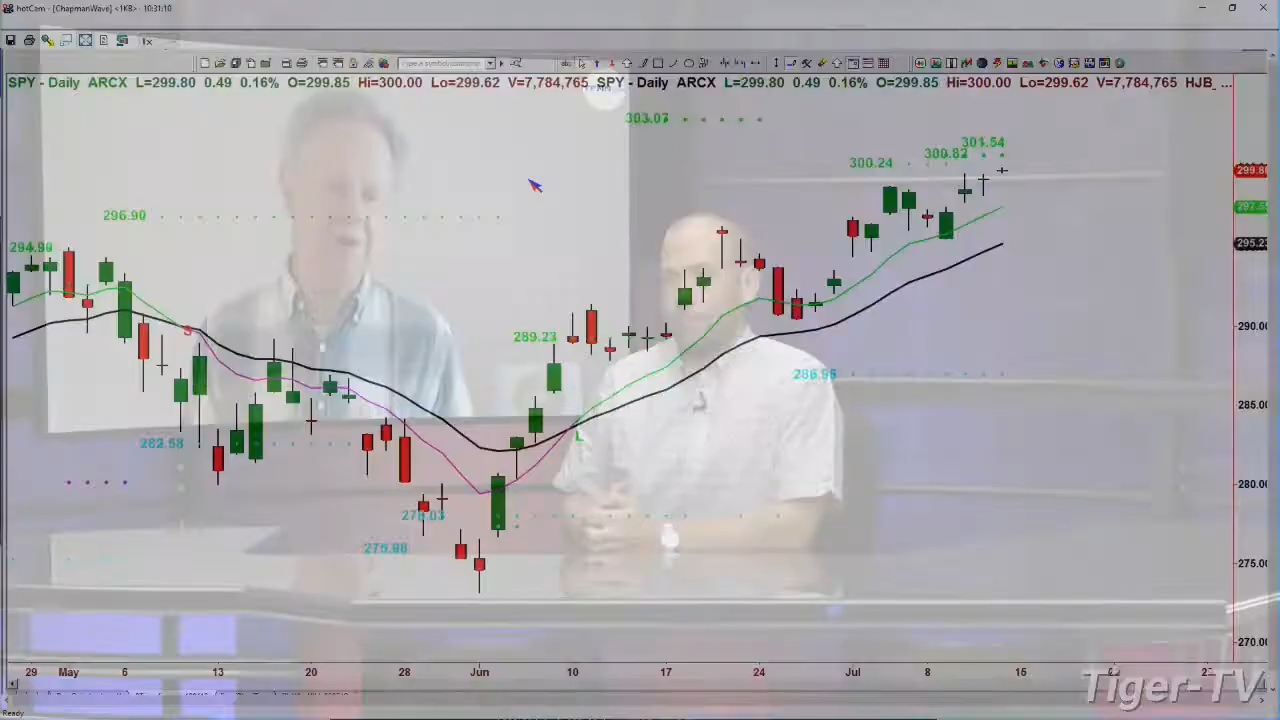 hotCam - [ChapmanWave] <1KB> - 10:31:10
SPY - Daily ARCX L=299.80 0.49 0.16% O=299.85 Hi=300.00 Lo=299.62 V=7,784,765 SPY - Daily ARCX L=299.80 0.49 0.16% O=299.85 Hi=300.00 Lo=299.62 V=7,784,765 HJB_ ...
303.07
301.54
300.82
300.24
299.80
296.90
294.90
295.23
S
290.00
289.23
286.95
285.00
L
282.58
280.00
278.03
275.98
275.00
270.00
29 May 6 13 20 28 Jun 10 17 24 Jul 8 15 22
Tiger-TV
Ready